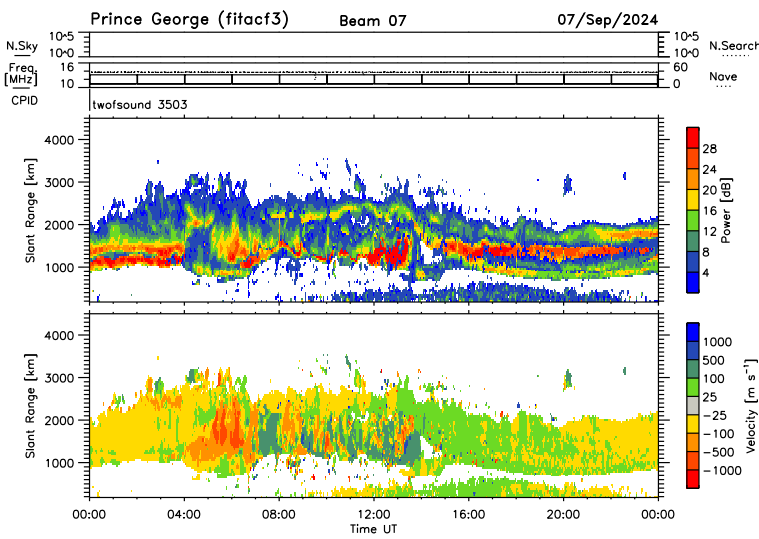 Prince George (fitacf3) Beam 07 07/Sep/2024
10^5 10^5
N.Sky N.Search
10^0 10^0
Freq 16 60
[MHz] Nave
10 0
CPID twofsound 3503
4000
3000
2000
1000
Slant Range [km]
28
24
20
16
12
8
4
Power [dB]
4000
3000
2000
1000
Slant Range [km]
1000
500
100
25
−25
−100
−500
−1000
Velocity [m s⁻¹]
00:00 04:00 08:00 12:00 16:00 20:00 00:00
Time UT